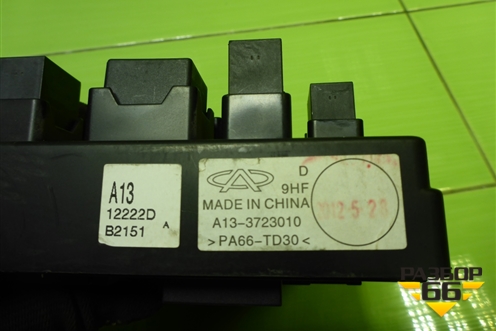 A13
12222D
B2151 A
D
9HF
MADE IN CHINA
A13-3723010
>PA66-TD30<
2012-5-28
РАЗБОР
66